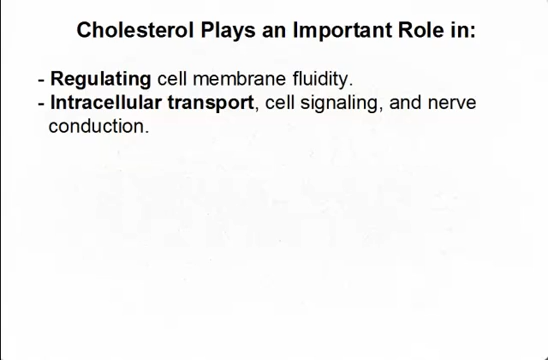 Cholesterol Plays an Important Role in:
- Regulating cell membrane fluidity.
- Intracellular transport, cell signaling, and nerve
conduction.